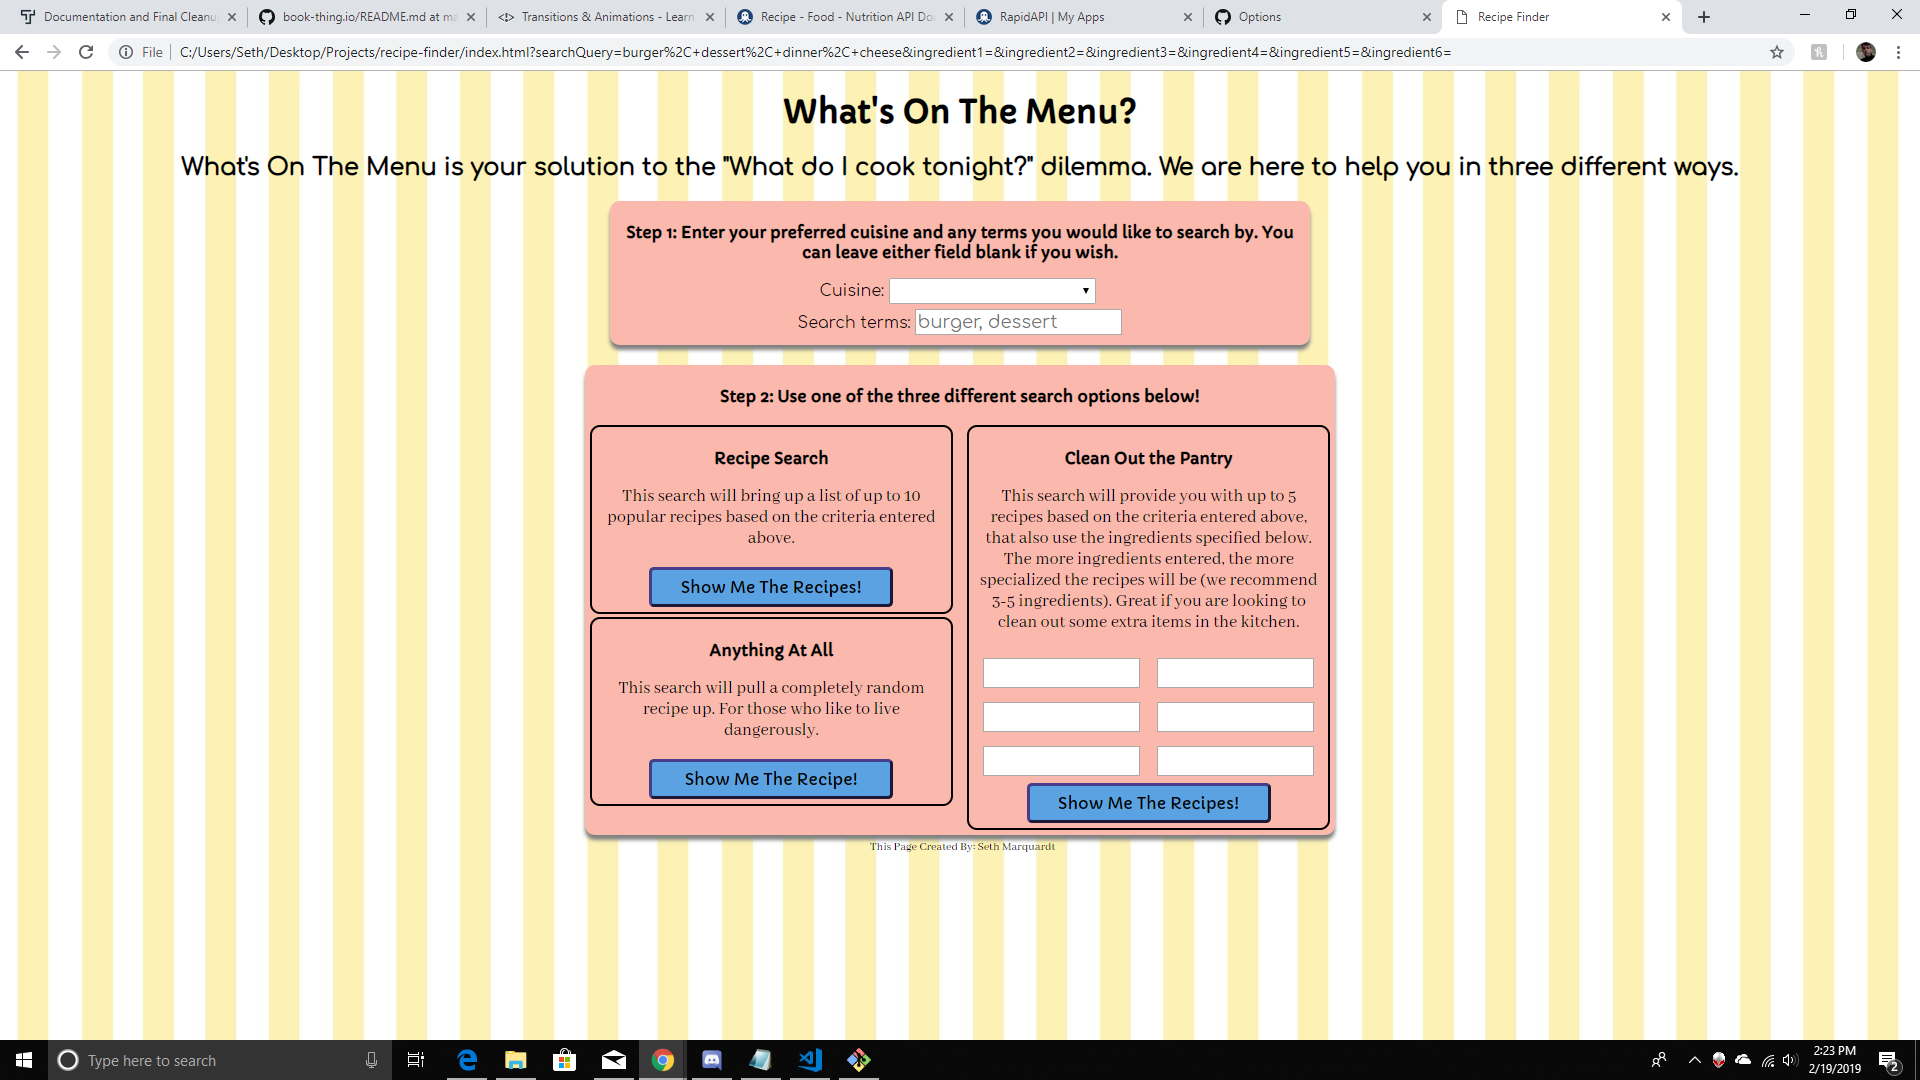 Documentation and Final Cleanu
book-thing.io/README.md at ma
Transitions & Animations - Learn
Recipe - Food - Nutrition API Do
RapidAPI | My Apps
Options
Recipe Finder
File
C:/Users/Seth/Desktop/Projects/recipe-finder/index.html?searchQuery=burger%2C+dessert%2C+dinner%2C+cheese&ingredient1=&ingredient2=&ingredient3=&ingredient4=&ingredient5=&ingredient6=
What's On The Menu?
What's On The Menu is your solution to the "What do I cook tonight?" dilemma. We are here to help you in three different ways.
Step 1: Enter your preferred cuisine and any terms you would like to search by. You
can leave either field blank if you wish.
Cuisine:
Search terms: burger, dessert
Step 2: Use one of the three different search options below!
Recipe Search
This search will bring up a list of up to 10
popular recipes based on the criteria entered
above.
Show Me The Recipes!
Anything At All
This search will pull a completely random
recipe up. For those who like to live
dangerously.
Show Me The Recipe!
Clean Out the Pantry
This search will provide you with up to 5
recipes based on the criteria entered above,
that also use the ingredients specified below.
The more ingredients entered, the more
specialized the recipes will be (we recommend
3-5 ingredients). Great if you are looking to
clean out some extra items in the kitchen.
Show Me The Recipes!
This Page Created By: Seth Marquardt
Type here to search
2:23 PM
2/19/2019
2